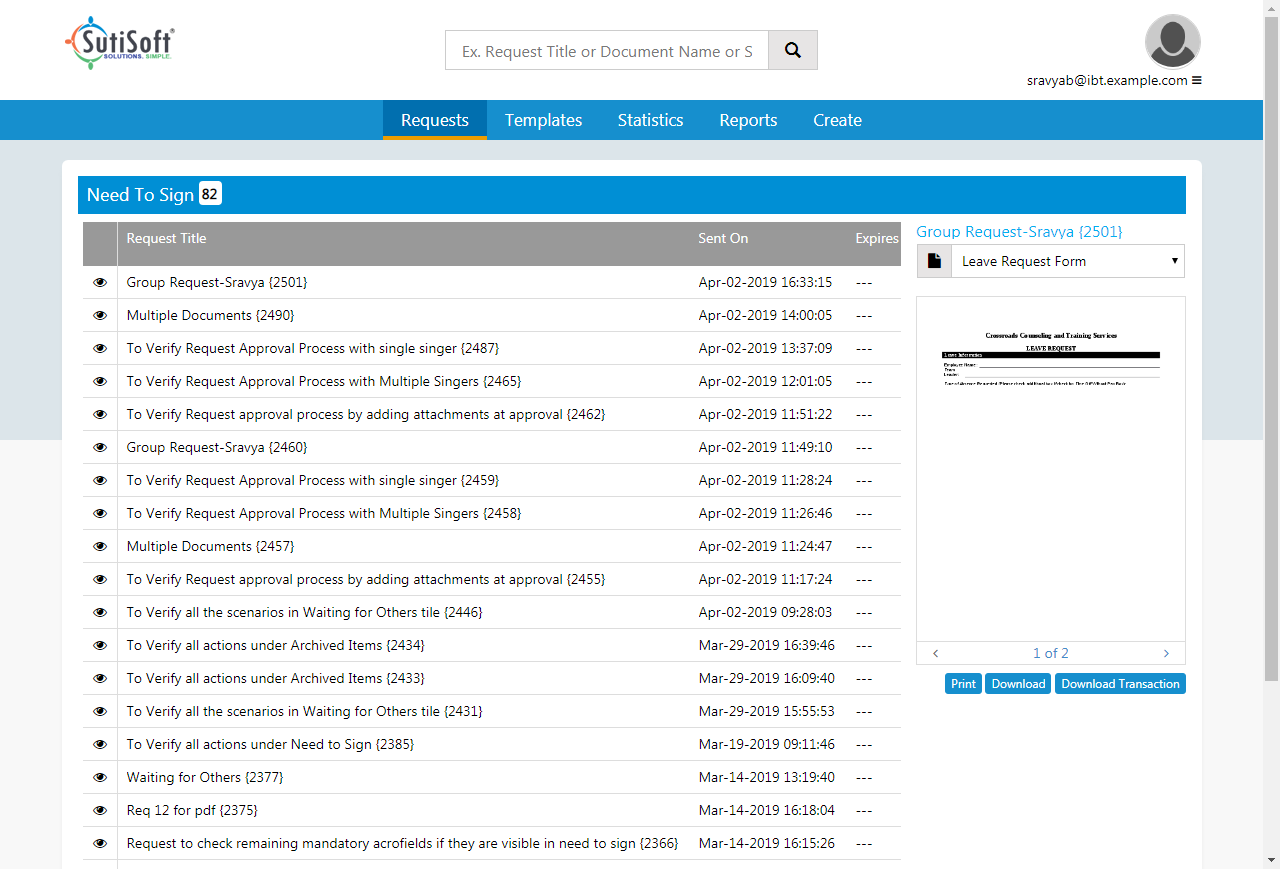 SutiSoft®
SOLUTIONS. SIMPLE.
Ex. Request Title or Document Name or S
sravyab@ibt.example.com
Requests Templates Statistics Reports Create
Need To Sign 82
Request Title Sent On Expires
Group Request-Sravya {2501} Apr-02-2019 16:33:15 ---
Multiple Documents {2490} Apr-02-2019 14:00:05 ---
To Verify Request Approval Process with single singer {2487} Apr-02-2019 13:37:09 ---
To Verify Request Approval Process with Multiple Singers {2465} Apr-02-2019 12:01:05 ---
To Verify Request approval process by adding attachments at approval {2462} Apr-02-2019 11:51:22 ---
Group Request-Sravya {2460} Apr-02-2019 11:49:10 ---
To Verify Request Approval Process with single singer {2459} Apr-02-2019 11:28:24 ---
To Verify Request Approval Process with Multiple Singers {2458} Apr-02-2019 11:26:46 ---
Multiple Documents {2457} Apr-02-2019 11:24:47 ---
To Verify Request approval process by adding attachments at approval {2455} Apr-02-2019 11:17:24 ---
To Verify all the scenarios in Waiting for Others tile {2446} Apr-02-2019 09:28:03 ---
To Verify all actions under Archived Items {2434} Mar-29-2019 16:39:46 ---
To Verify all actions under Archived Items {2433} Mar-29-2019 16:09:40 ---
To Verify all the scenarios in Waiting for Others tile {2431} Mar-29-2019 15:55:53 ---
To Verify all actions under Need to Sign {2385} Mar-19-2019 09:11:46 ---
Waiting for Others {2377} Mar-14-2019 13:19:40 ---
Req 12 for pdf {2375} Mar-14-2019 16:18:04 ---
Request to check remaining mandatory acrofields if they are visible in need to sign {2366} Mar-14-2019 16:15:26 ---
Group Request-Sravya {2501}
Leave Request Form
Crossroads Counseling and Training Services
LEAVE REQUEST
Leave Information
Employee Name:
Team
Leader:
1 of 2
Print Download Download Transaction